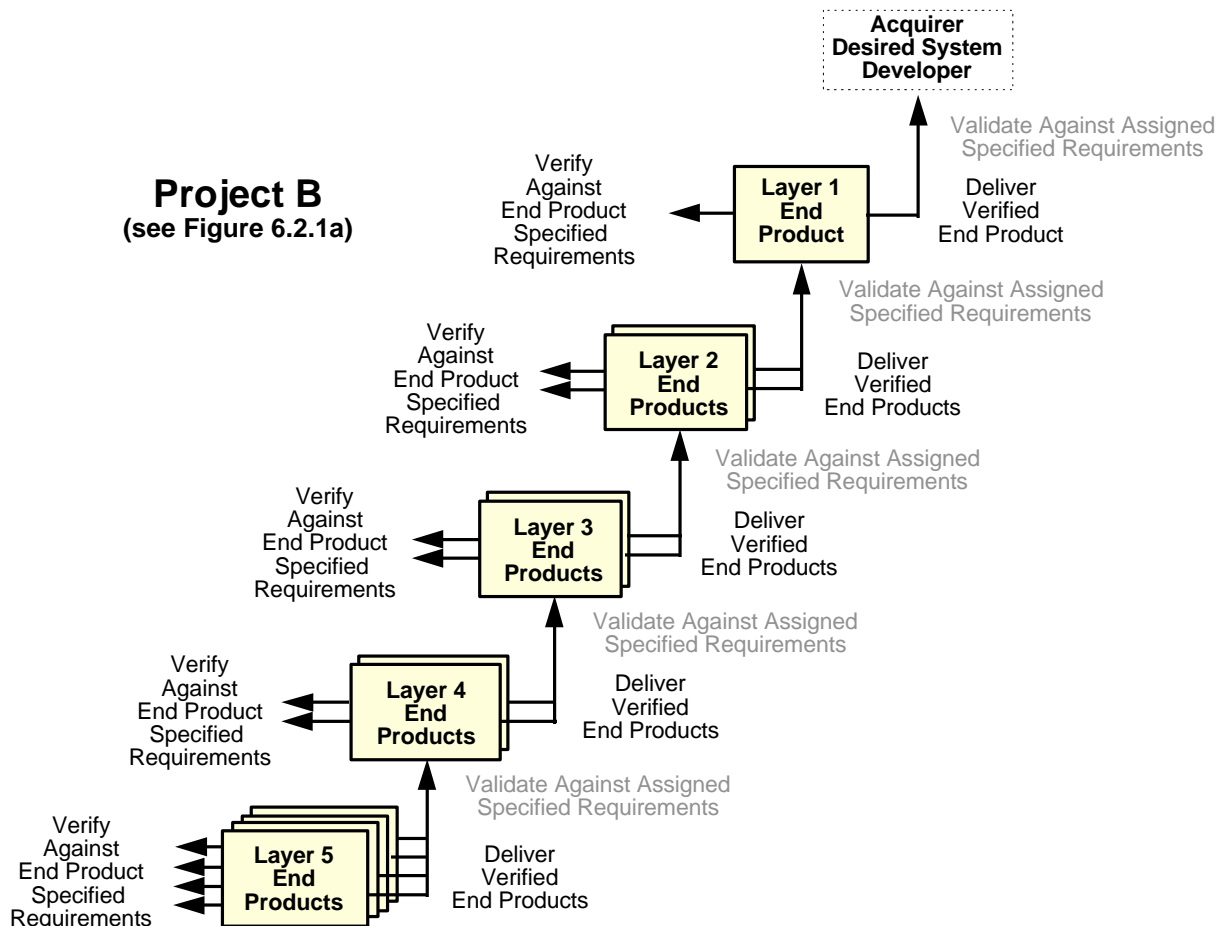 Acquirer
Desired System
Developer
Validate Against Assigned
Specified Requirements
Project B
(see Figure 6.2.1a)
Verify
Against
End Product
Specified
Requirements
Layer 1
End
Product
Deliver
Verified
End Product
Validate Against Assigned
Specified Requirements
Verify
Against
End Product
Specified
Requirements
Layer 2
End
Products
Deliver
Verified
End Products
Validate Against Assigned
Specified Requirements
Verify
Against
End Product
Specified
Requirements
Layer 3
End
Products
Deliver
Verified
End Products
Validate Against Assigned
Specified Requirements
Verify
Against
End Product
Specified
Requirements
Layer 4
End
Products
Deliver
Verified
End Products
Validate Against Assigned
Specified Requirements
Verify
Against
End Product
Specified
Requirements
Layer 5
End
Products
Deliver
Verified
End Products